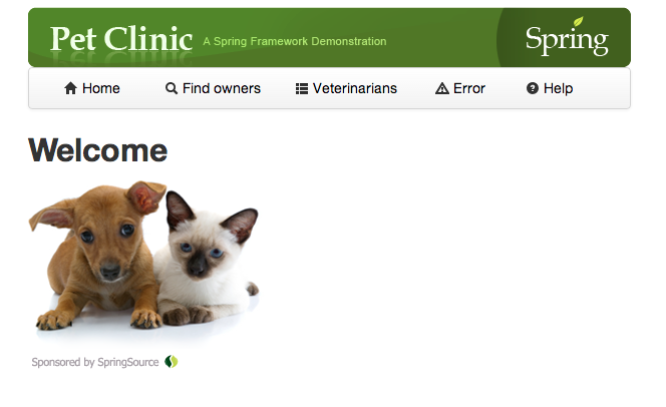 Pet Clinic A Spring Framework Demonstration Spring
Home Find owners Veterinarians Error Help
Welcome
Sponsored by SpringSource